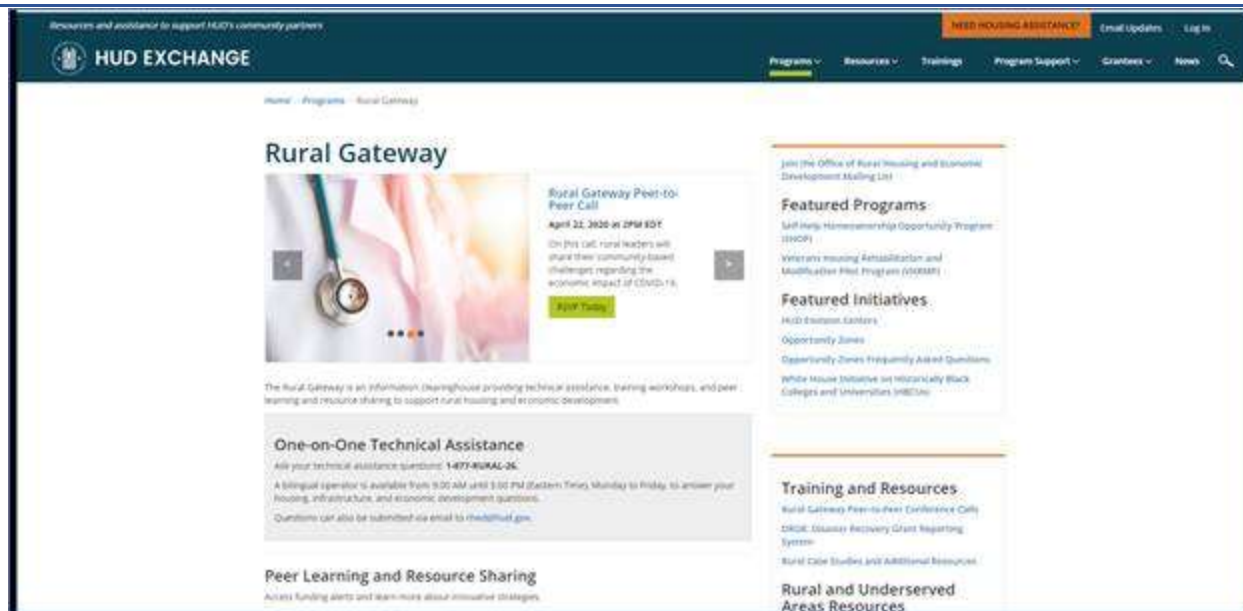 Resources and assistance to support HUD's community partners
NEED HOUSING ASSISTANCE?
Email Updates
Log In
HUD EXCHANGE
Programs
Resources
Trainings
Program Support
Grantees
News
Home Programs Rural Gateway
Rural Gateway
<
>
Rural Gateway Peer-to-
Peer Call
April 22, 2020 at 2PM EDT
On this call, rural leaders will
share their community-based
challenges regarding the
economic impact of COVID-19.
RSVP Today
The Rural Gateway is an information clearinghouse providing technical assistance, training workshops, and peer
learning and resource sharing to support rural housing and economic development.
One-on-One Technical Assistance
Ask your technical assistance questions: 1-877-RURAL-26.
A bilingual operator is available from 9:00 AM until 5:00 PM (Eastern Time), Monday to Friday, to answer your
housing, infrastructure, and economic development questions.
Questions can also be submitted via email to rhed@hud.gov.
Peer Learning and Resource Sharing
Access funding alerts and learn more about innovative strategies.
Join the Office of Rural Housing and Economic
Development Mailing List
Featured Programs
Self-Help Homeownership Opportunity Program
(SHOP)
Veterans Housing Rehabilitation and
Modification Pilot Program (VHRMP)
Featured Initiatives
HUD EnVision Centers
Opportunity Zones
Opportunity Zones Frequently Asked Questions
White House Initiative on Historically Black
Colleges and Universities (HBCUs)
Training and Resources
Rural Gateway Peer-to-Peer Conference Calls
DRGR: Disaster Recovery Grant Reporting
System
Rural Case Studies and Additional Resources
Rural and Underserved
Areas Resources